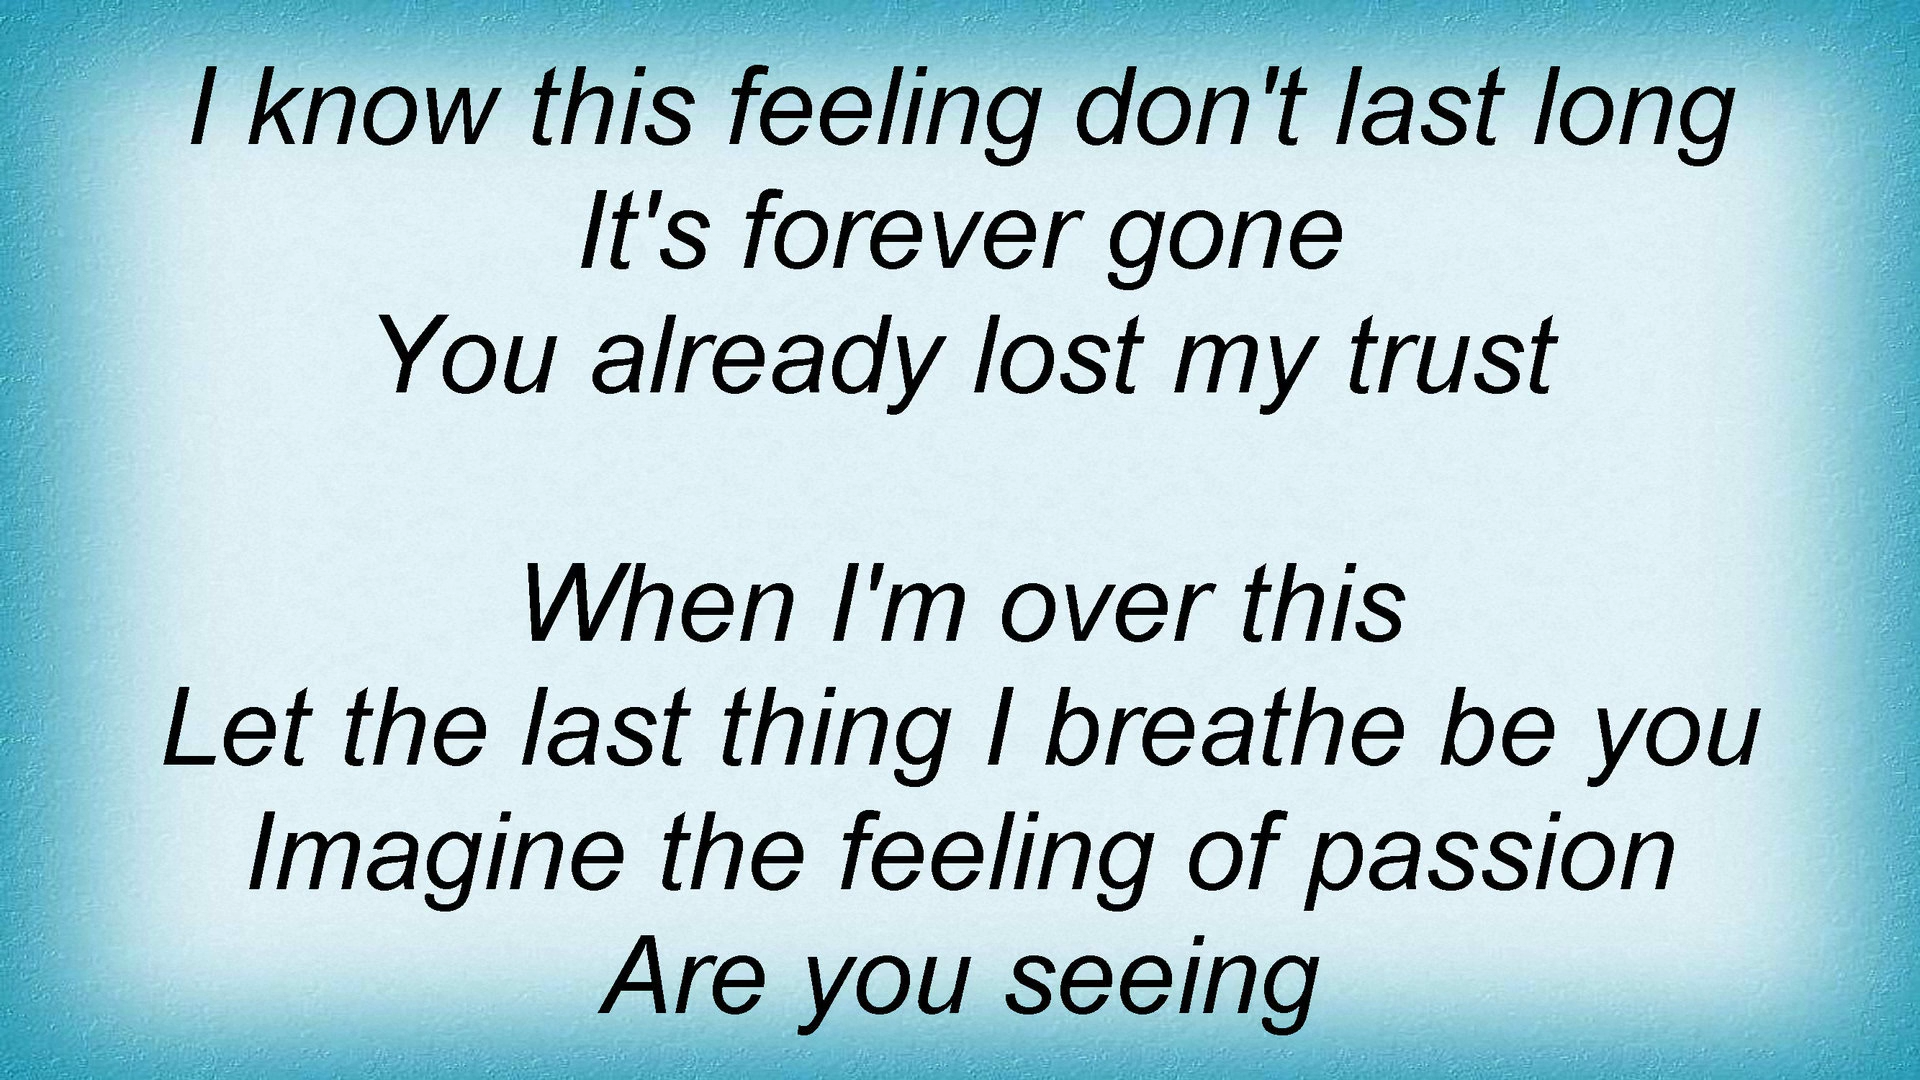 I know this feeling don't last long
It's forever gone
You already lost my trust
When I'm over this
Let the last thing I breathe be you
Imagine the feeling of passion
Are you seeing